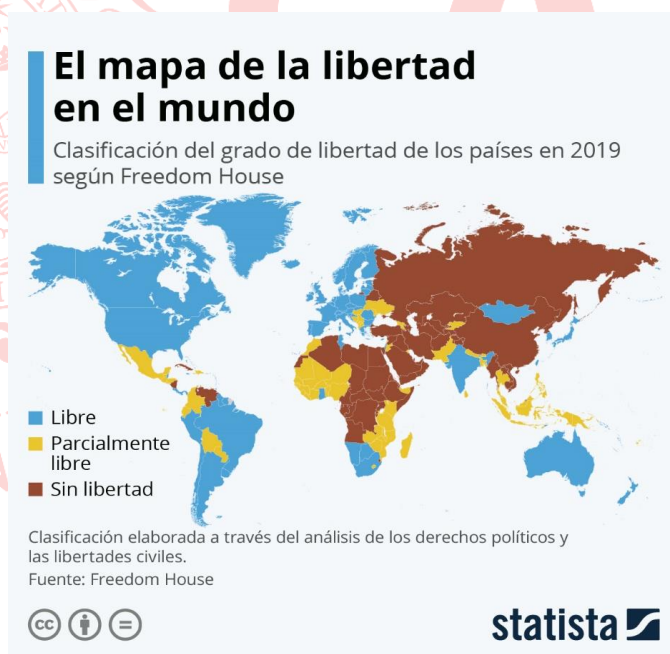 El mapa de la libertad
en el mundo
Clasificación del grado de libertad de los países en 2019
según Freedom House
Libre
Parcialmente
libre
Sin libertad
Clasificación elaborada a través del análisis de los derechos políticos y
las libertades civiles.
Fuente: Freedom House
cc
statista